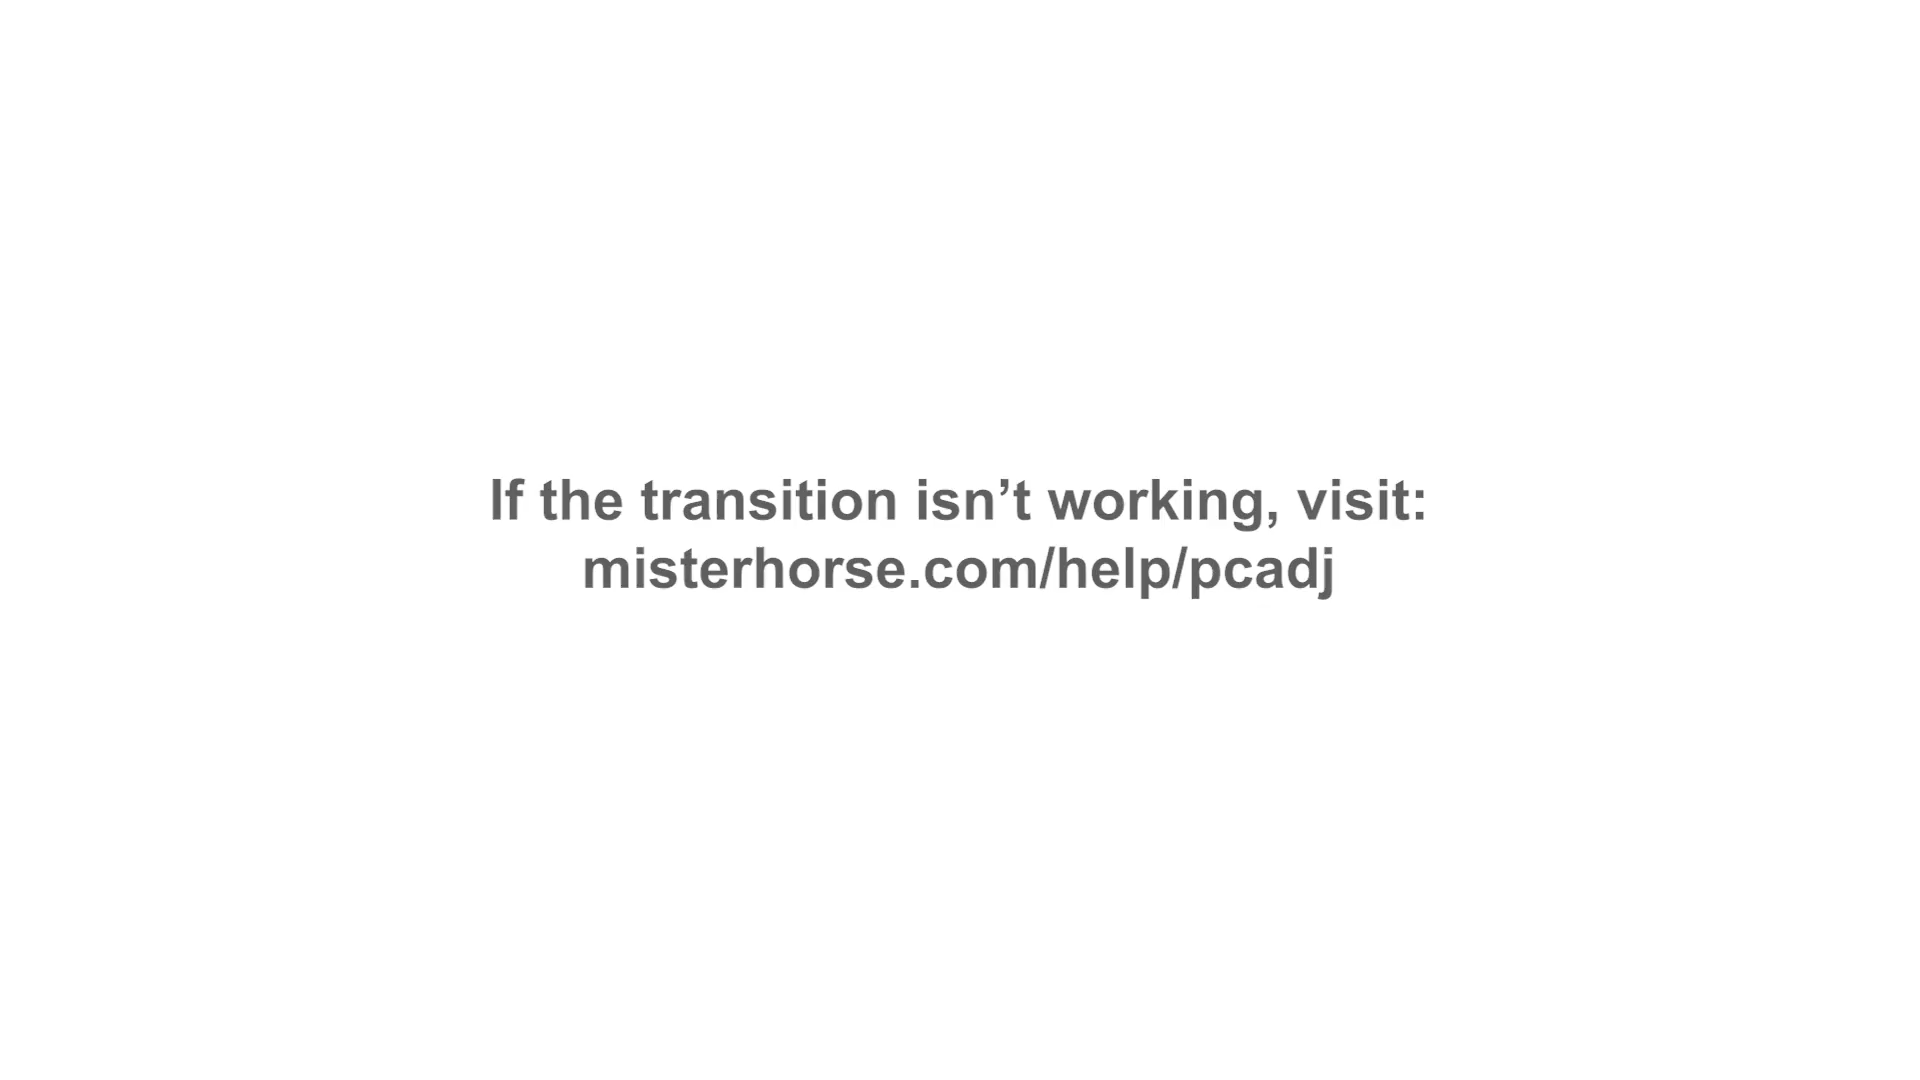 If the transition isn’t working, visit:
misterhorse.com/help/pcadj